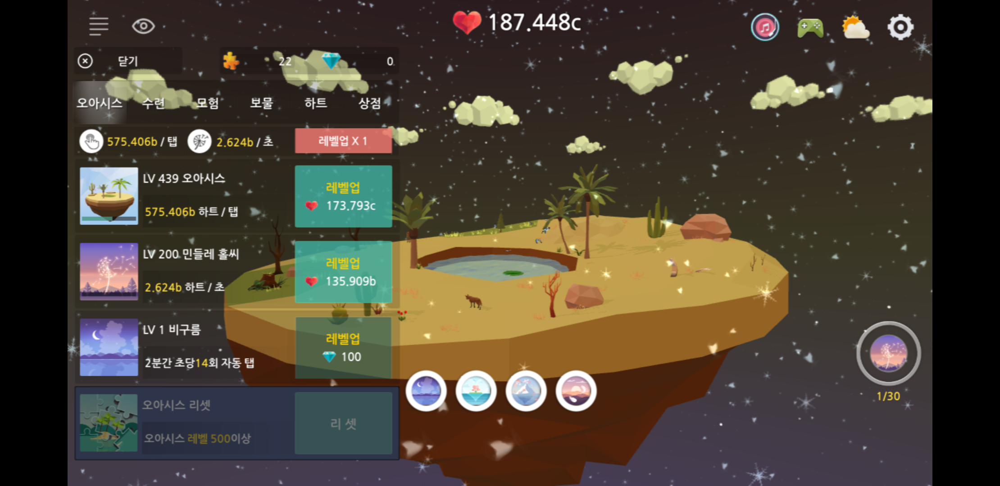 187.448c
닫기
22
0
오아시스
수련
모험
보물
하트
상점
575.406b / 탭
2.624b / 초
레벨업 X 1
LV 439 오아시스
575.406b 하트 / 탭
레벨업
173.793c
LV 200 민들레 홀씨
2.624b 하트 / 초
레벨업
135.909b
LV 1 비구름
2분간 초당14회 자동 탭
레벨업
100
오아시스 리셋
오아시스 레벨 500이상
리 셋
1/30